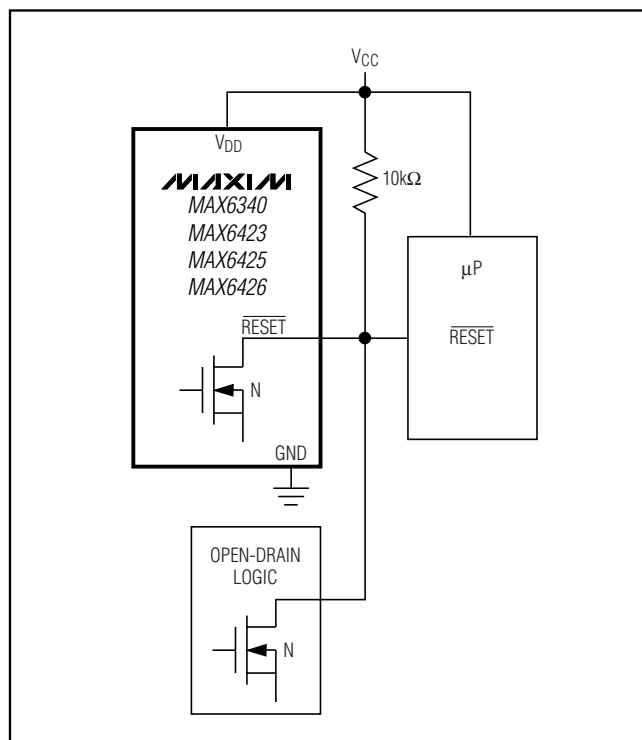 VCC
VDD
MAXIM
MAX6340
MAX6423
MAX6425
MAX6426
10kΩ
μP
RESET
RESET
N
GND
OPEN-DRAIN
LOGIC
N